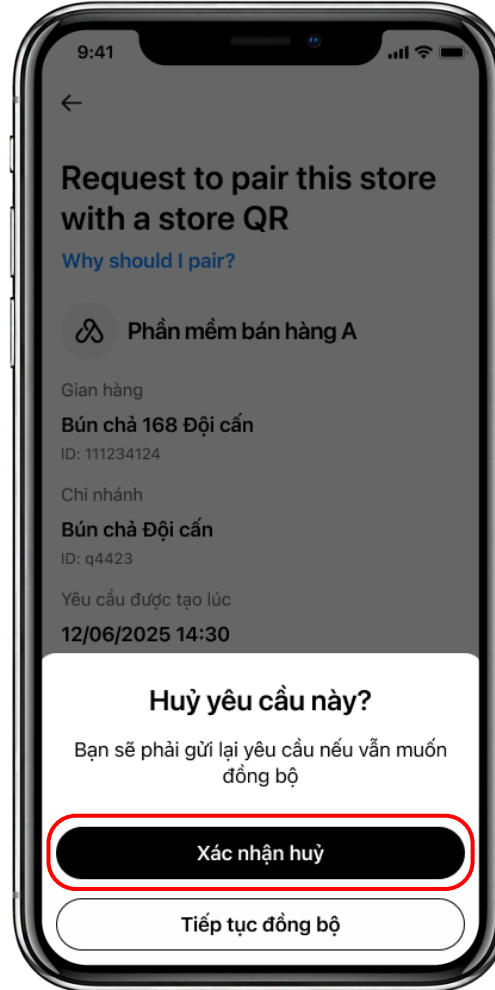 9:41
Request to pair this store
with a store QR
Why should I pair?
Phần mềm bán hàng A
Gian hàng
Bún chả 168 Đội cấn
ID: 111234124
Chi nhánh
Bún chả Đội cấn
ID: q4423
Yêu cầu được tạo lúc
12/06/2025 14:30
Huỷ yêu cầu này?
Bạn sẽ phải gửi lại yêu cầu nếu vẫn muốn
đồng bộ
Xác nhận huỷ
Tiếp tục đồng bộ